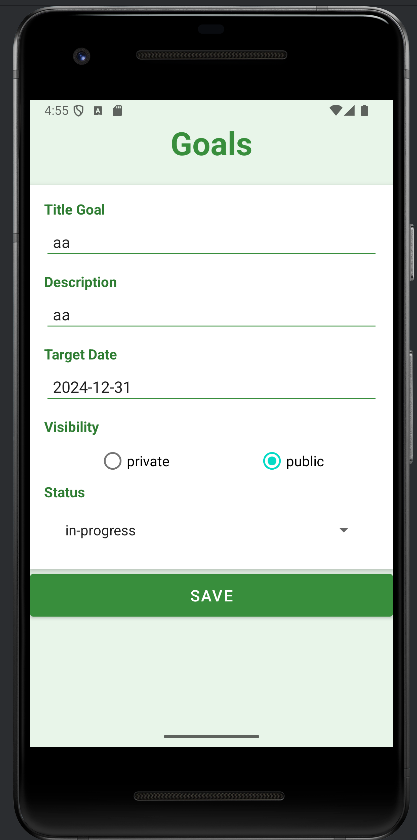 4:55
Goals
Title Goal
aa
Description
aa
Target Date
2024-12-31
Visibility
private public
Status
in-progress
SAVE